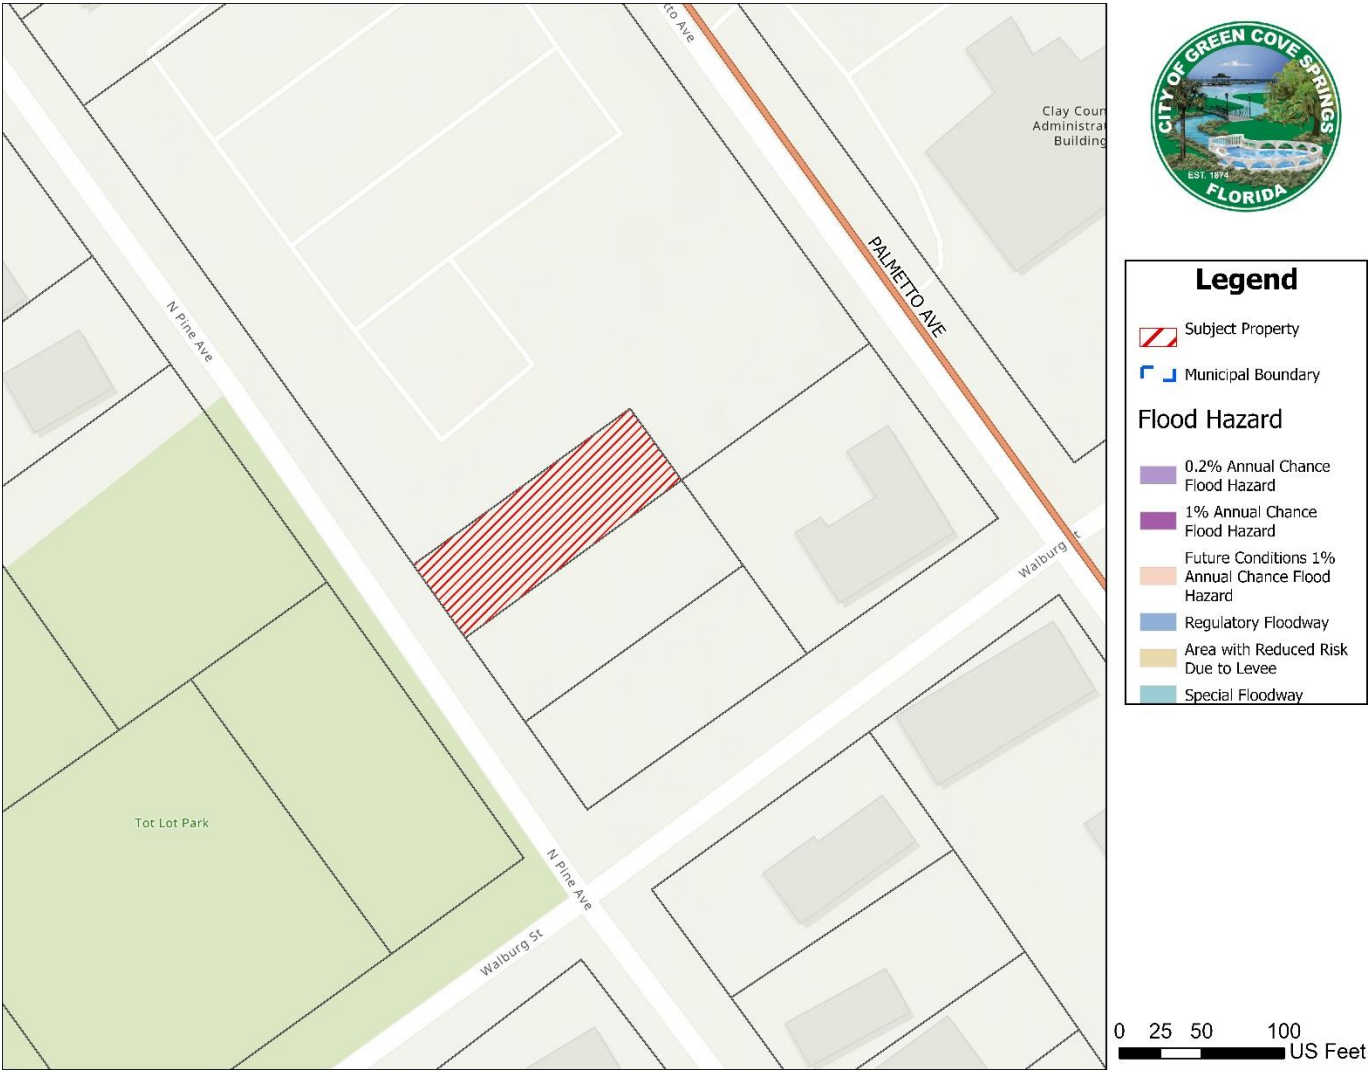 tto Ave
Clay Coun
Administrat
Building
PALMETTO AVE
N Pine Ave
Walburg St
Tot Lot Park
N Pine Ave
Walburg St
CITY OF GREEN COVE SPRINGS
EST. 1874
FLORIDA
Legend
Subject Property
Municipal Boundary
Flood Hazard
0.2% Annual Chance
Flood Hazard
1% Annual Chance
Flood Hazard
Future Conditions 1%
Annual Chance Flood
Hazard
Regulatory Floodway
Area with Reduced Risk
Due to Levee
Special Floodway
0 25 50 100
US Feet